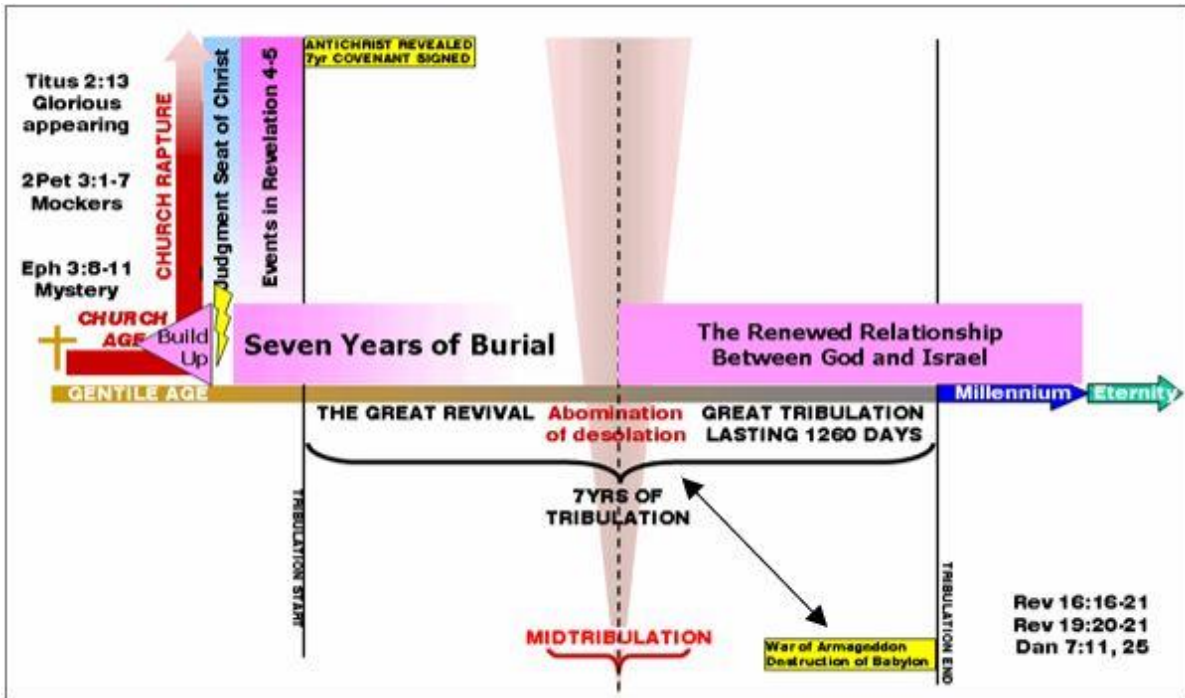 ANTICHRIST REVEALED
7yr COVENANT SIGNED
Titus 2:13
Glorious
appearing
2Pet 3:1-7
Mockers
Eph 3:8-11
Mystery
CHURCH RAPTURE
Judgment Seat of Christ
Events in Revelation 4-5
CHURCH
AGE
Build
Up
Seven Years of Burial
The Renewed Relationship
Between God and Israel
GENTILE AGE
Millennium
Eternity
THE GREAT REVIVAL
Abomination
of desolation
GREAT TRIBULATION
LASTING 1260 DAYS
7YRS OF
TRIBULATION
TRIBULATION START
MIDTRIBULATION
War of Armageddon
Destruction of Babylon
TRIBULATION END
Rev 16:16-21
Rev 19:20-21
Dan 7:11, 25